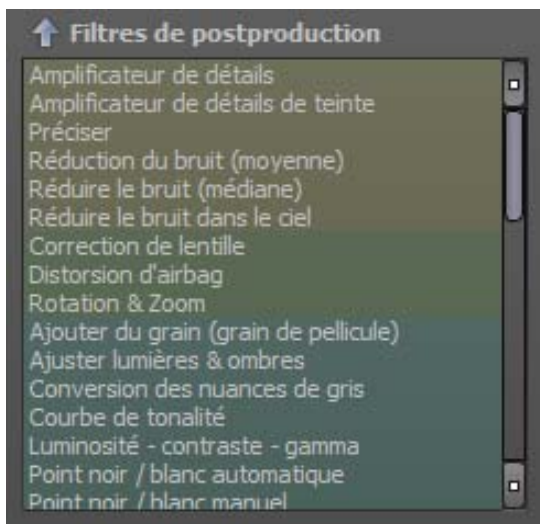 Filtres de postproduction
Amplificateur de détails
Amplificateur de détails de teinte
Préciser
Réduction du bruit (moyenne)
Réduire le bruit (médiane)
Réduire le bruit dans le ciel
Correction de lentille
Distorsion d'airbag
Rotation & Zoom
Ajouter du grain (grain de pellicule)
Ajuster lumières & ombres
Conversion des nuances de gris
Courbe de tonalité
Luminosité - contraste - gamma
Point noir / blanc automatique
Point noir / blanc manuel